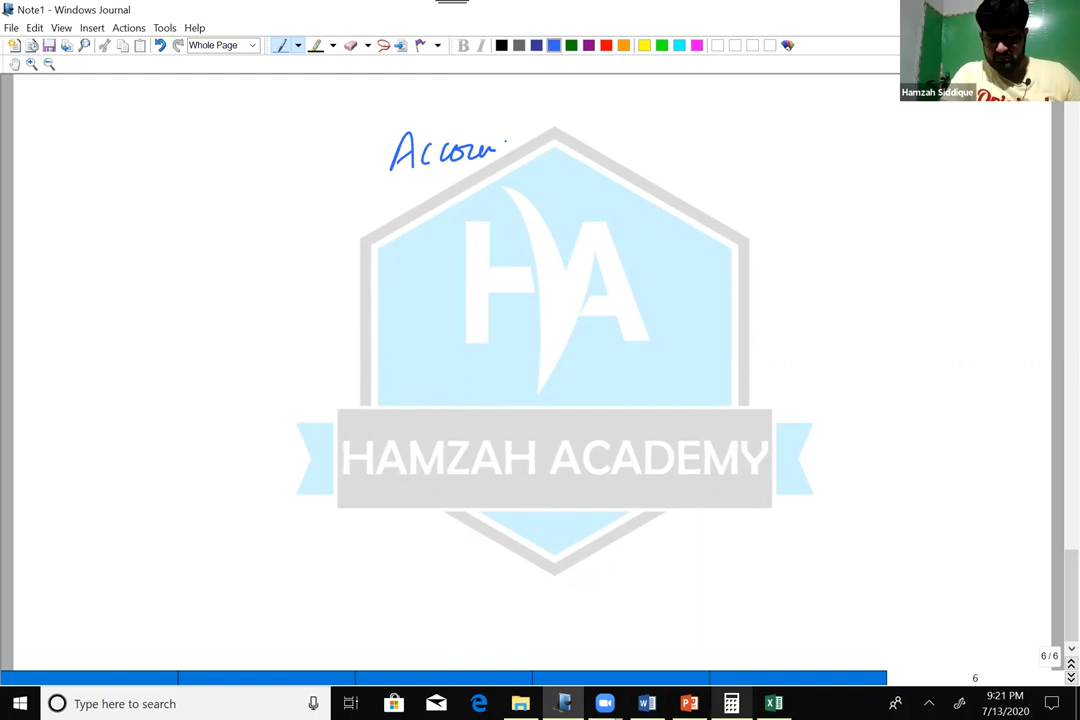 Note1 - Windows Journal
File Edit View Insert Actions Tools Help
Whole Page
B I
Hamzah Siddique
Accoun
HA
HAMZAH ACADEMY
6/6
6
Type here to search
9:21 PM
7/13/2020